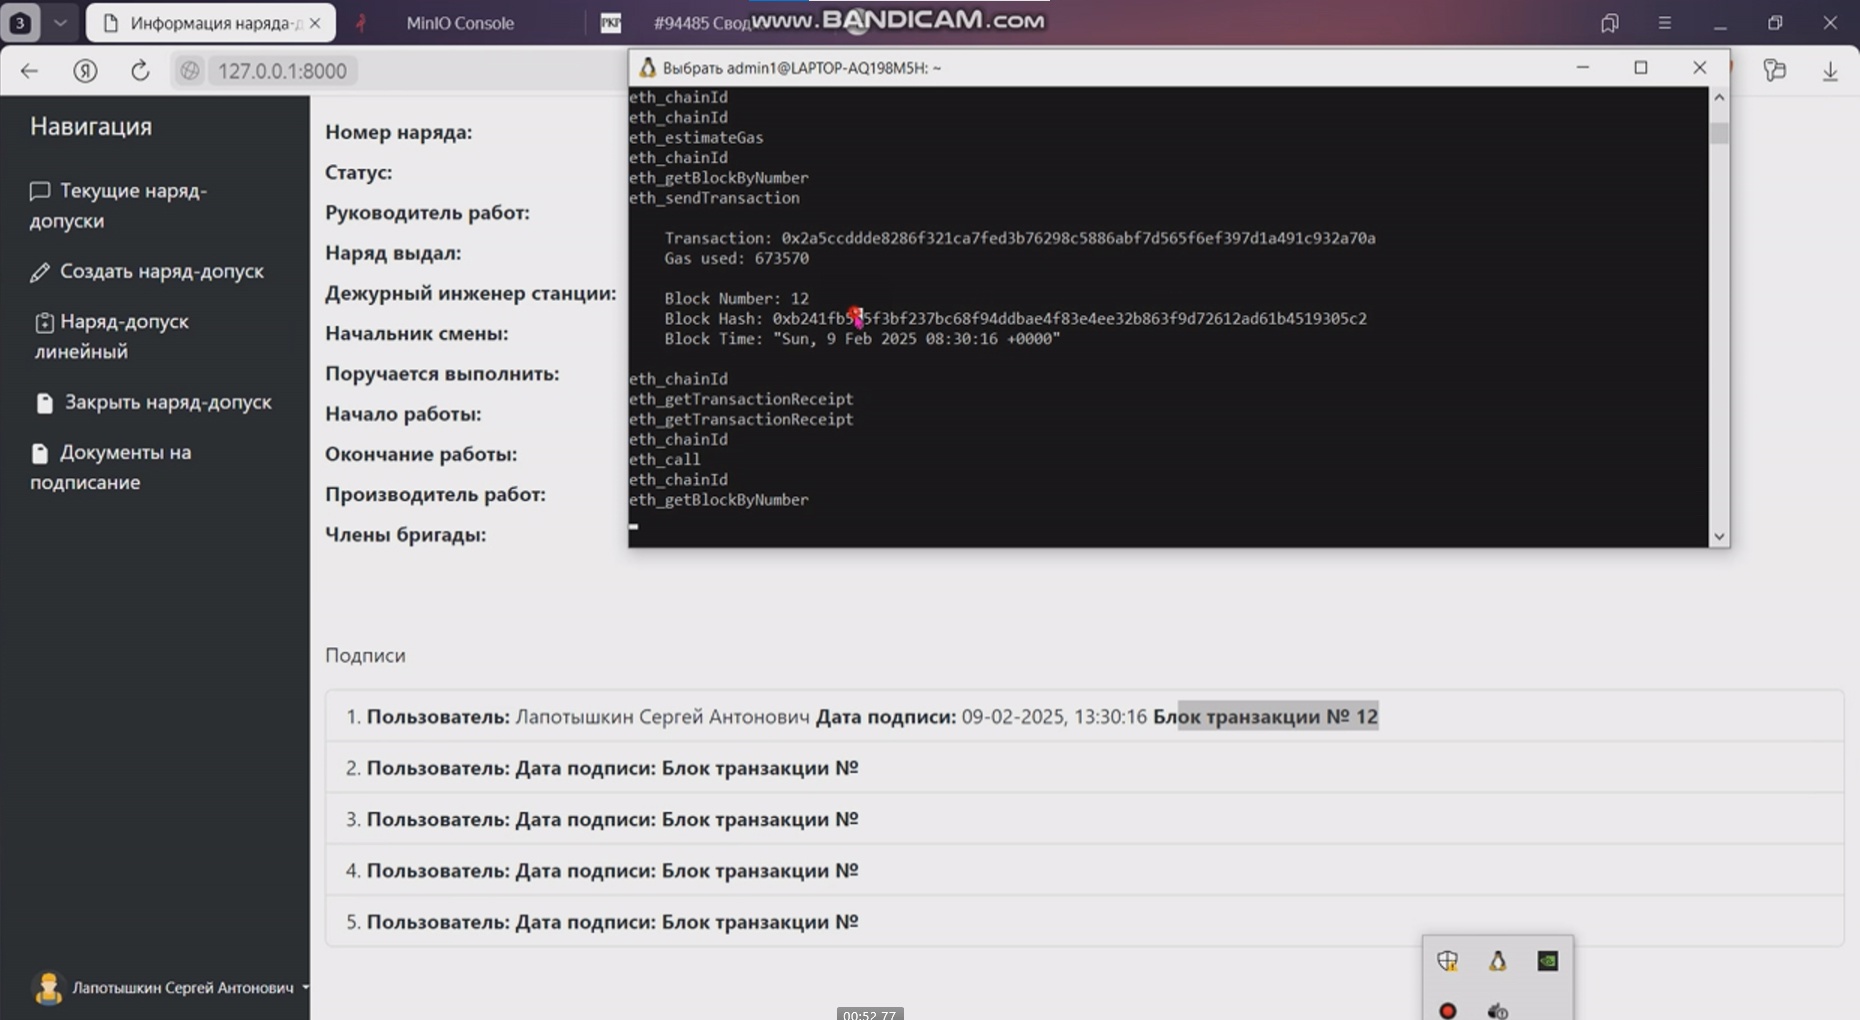 3
Информация наряда-д
MinIO Console
РКР
#94485 Свод
www.BANDICAM.com
127.0.0.1:8000
Выбрать admin1@LAPTOP-AQ198M5H: ~
Навигация
Текущие наряд-
допуски
Создать наряд-допуск
Наряд-допуск
линейный
Закрыть наряд-допуск
Документы на
подписание
Лапотышкин Сергей Антонович
Номер наряда:
Статус:
Руководитель работ:
Наряд выдал:
Дежурный инженер станции:
Начальник смены:
Поручается выполнить:
Начало работы:
Окончание работы:
Производитель работ:
Члены бригады:
eth_chainId
eth_chainId
eth_estimateGas
eth_chainId
eth_getBlockByNumber
eth_sendTransaction
Transaction: 0x2a5ccddde8286f321ca7fed3b76298c5886abf7d565f6ef397d1a491c932a70a
Gas used: 673570
Block Number: 12
Block Hash:
Block Time: "Sun, 9 Feb 2025 08:30:16 +0000"
eth_chainId
eth_getTransactionReceipt
eth_getTransactionReceipt
eth_chainId
eth_call
eth_chainId
eth_getBlockByNumber
Подписи
1. Пользователь: Лапотышкин Сергей Антонович Дата подписи: 09-02-2025, 13:30:16 Блок транзакции № 12
2. Пользователь: Дата подписи: Блок транзакции №
3. Пользователь: Дата подписи: Блок транзакции №
4. Пользователь: Дата подписи: Блок транзакции №
5. Пользователь: Дата подписи: Блок транзакции №
00:52.77